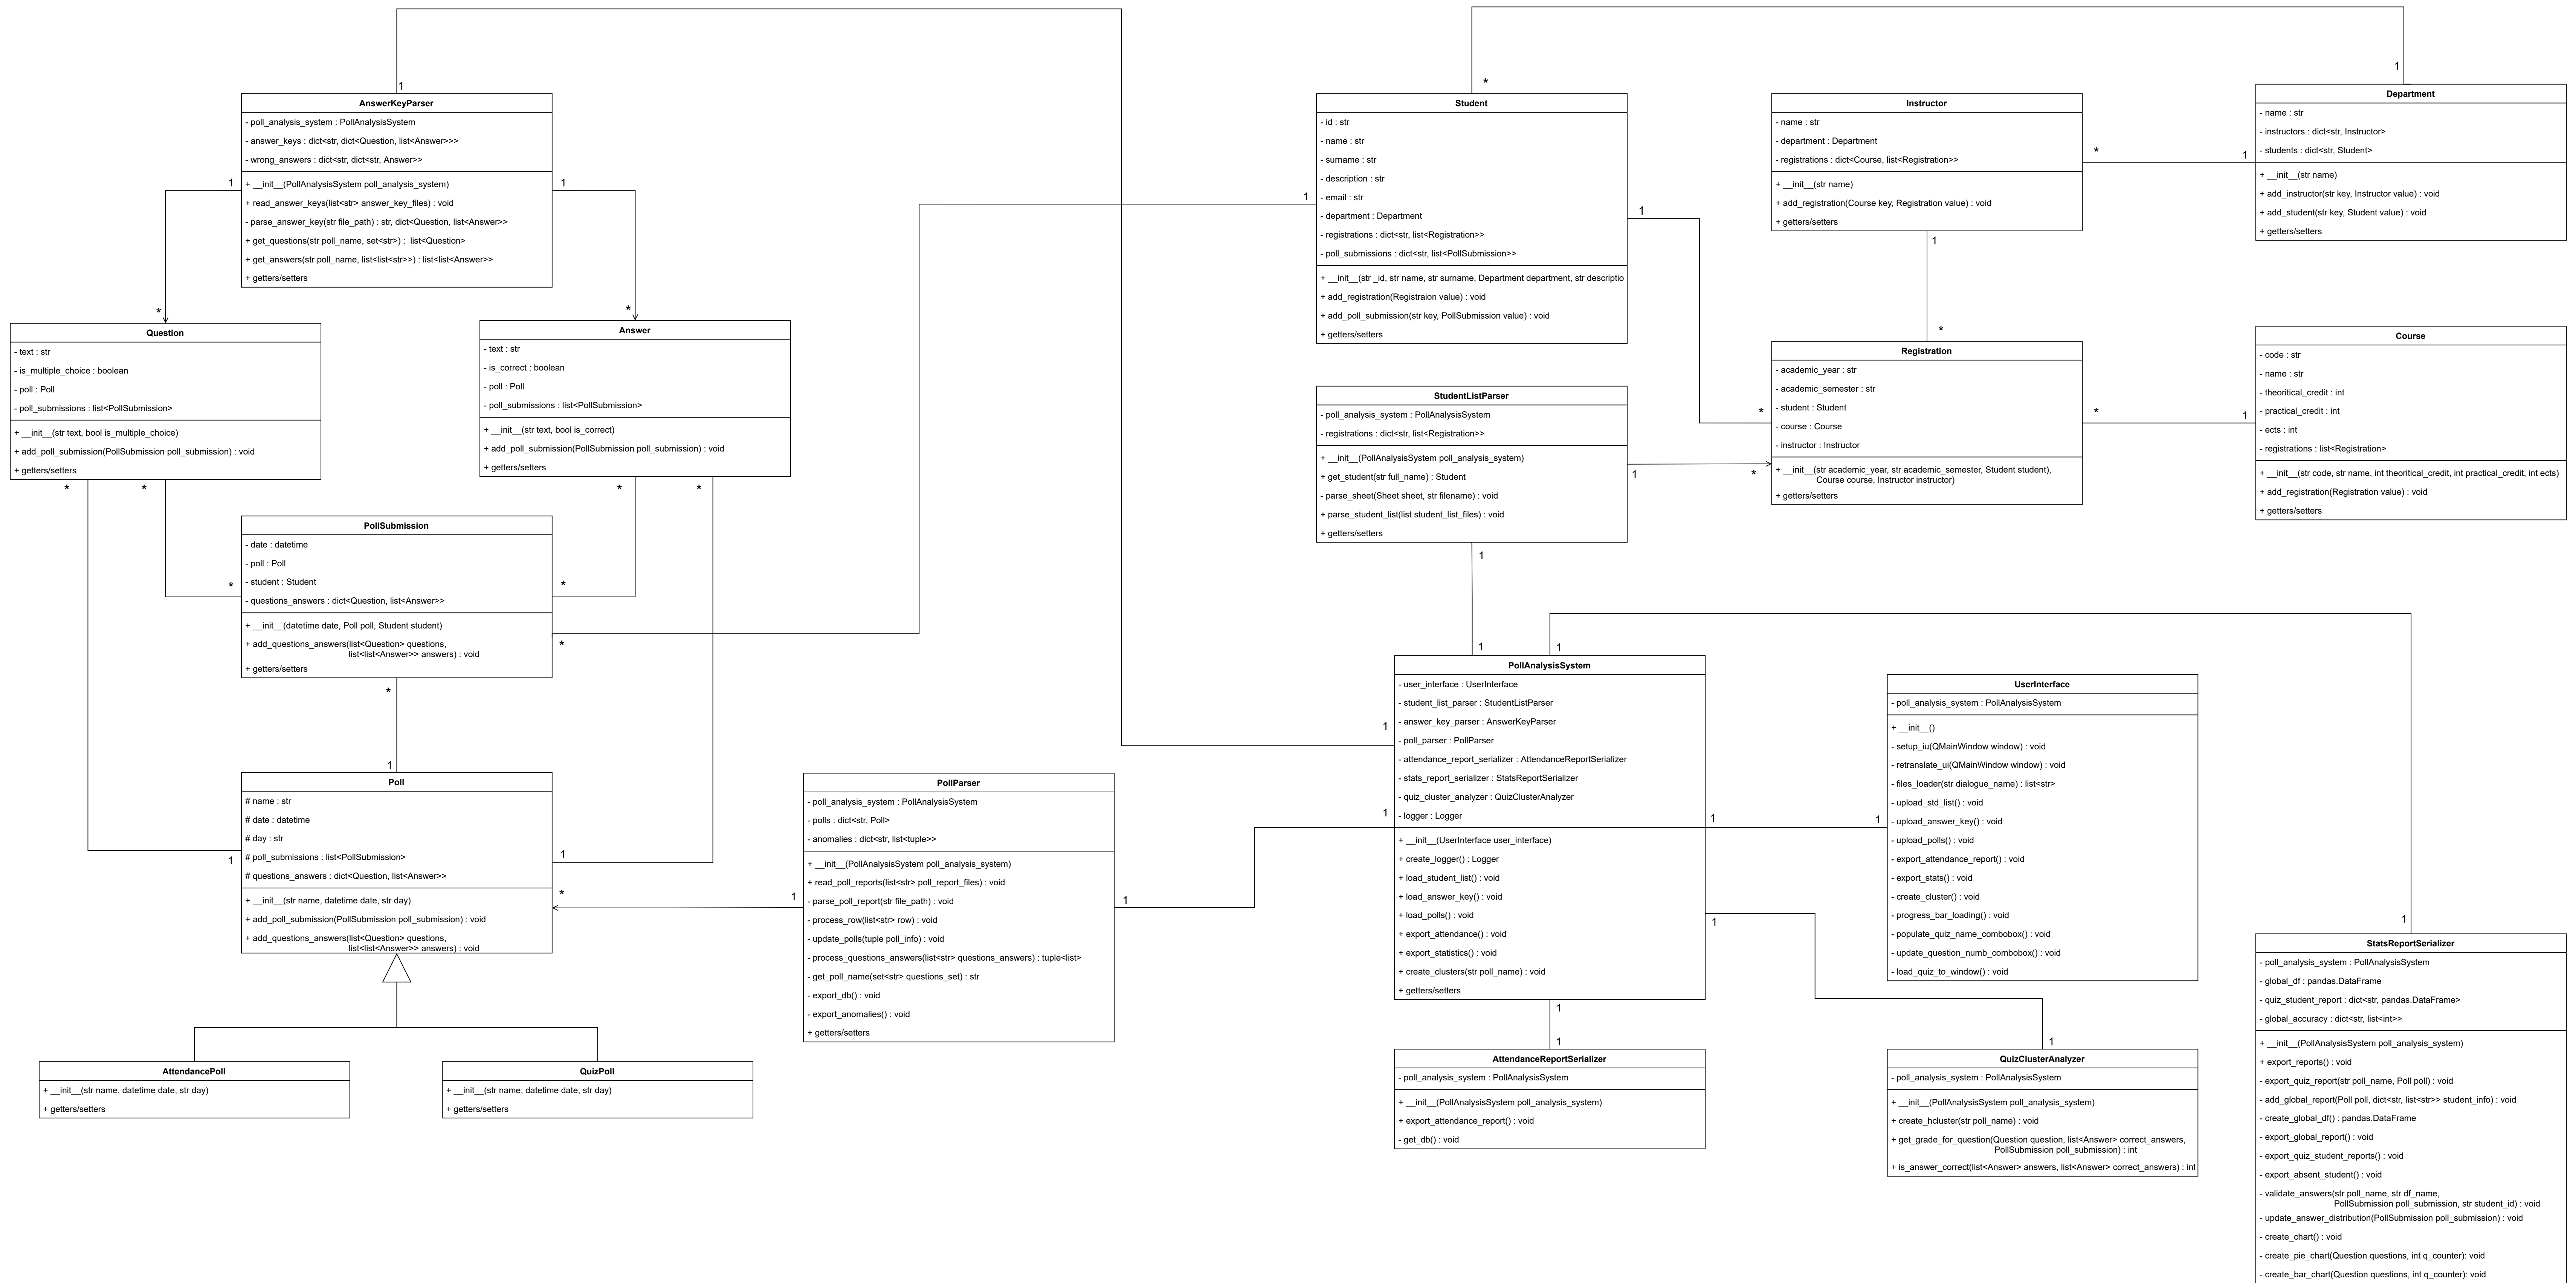 1
*
1
AnswerKeyParser
- poll_analysis_system : PollAnalysisSystem
- answer_keys : dict<str, dict<Question, list<Answer>>>
- wrong_answers : dict<str, dict<str, Answer>>
+ __init__(PollAnalysisSystem poll_analysis_system)
+ read_answer_keys(list<str> answer_key_files) : void
- parse_answer_key(str file_path) : str, dict<Question, list<Answer>>
+ get_questions(str poll_name, set<str>) :  list<Question>
+ get_answers(str poll_name, list<list<str>>) : list<list<Answer>>
+ getters/setters
1
1
*
*
Student
- id : str
- name : str
- surname : str
- description : str
- email : str
- department : Department
- registrations : dict<str, list<Registration>>
- poll_submissions : dict<str, list<PollSubmission>>
+ __init__(str _id, str name, str surname, Department department, str descriptio
+ add_registration(Registraion value) : void
+ add_poll_submission(str key, PollSubmission value) : void
+ getters/setters
1
1
Instructor
- name : str
- department : Department
- registrations : dict<Course, list<Registration>>
+ __init__(str name)
+ add_registration(Course key, Registration value) : void
+ getters/setters
*
1
1
*
Department
- name : str
- instructors : dict<str, Instructor>
- students : dict<str, Student>
+ __init__(str name)
+ add_instructor(str key, Instructor value) : void
+ add_student(str key, Student value) : void
+ getters/setters
Question
- text : str
- is_multiple_choice : boolean
- poll : Poll
- poll_submissions : list<PollSubmission>
+ __init__(str text, bool is_multiple_choice)
+ add_poll_submission(PollSubmission poll_submission) : void
+ getters/setters
*
*
Answer
- text : str
- is_correct : boolean
- poll : Poll
- poll_submissions : list<PollSubmission>
+ __init__(str text, bool is_correct)
+ add_poll_submission(PollSubmission poll_submission) : void
+ getters/setters
*
*
StudentListParser
- poll_analysis_system : PollAnalysisSystem
- registrations : dict<str, list<Registration>>
+ __init__(PollAnalysisSystem poll_analysis_system)
+ get_student(str full_name) : Student
- parse_sheet(Sheet sheet, str filename) : void
+ parse_student_list(list student_list_files) : void
+ getters/setters
1
*
*
1
Registration
- academic_year : str
- academic_semester : str
- student : Student
- course : Course
- instructor : Instructor
+ __init__(str academic_year, str academic_semester, Student student),
Course course, Instructor instructor)
+ getters/setters
*
1
Course
- code : str
- name : str
- theoritical_credit : int
- practical_credit : int
- ects : int
- registrations : list<Registration>
+ __init__(str code, str name, int theoritical_credit, int practical_credit, int ects)
+ add_registration(Registration value) : void
+ getters/setters
PollSubmission
- date : datetime
- poll : Poll
- student : Student
- questions_answers : dict<Question, list<Answer>>
+ __init__(datetime date, Poll poll, Student student)
+ add_questions_answers(list<Question> questions,
list<list<Answer>> answers) : void
+ getters/setters
*
*
*
*
1
Poll
# name : str
# date : datetime
# day : str
# poll_submissions : list<PollSubmission>
# questions_answers : dict<Question, list<Answer>>
+ __init__(str name, datetime date, str day)
+ add_poll_submission(PollSubmission poll_submission) : void
+ add_questions_answers(list<Question> questions,
list<list<Answer>> answers) : void
1
1
*
1
PollParser
- poll_analysis_system : PollAnalysisSystem
- polls : dict<str, Poll>
- anomalies : dict<str, list<tuple>>
+ __init__(PollAnalysisSystem poll_analysis_system)
+ read_poll_reports(list<str> poll_report_files) : void
- parse_poll_report(str file_path) : void
- process_row(list<str> row) : void
- update_polls(tuple poll_info) : void
- process_questions_answers(list<str> questions_answers) : tuple<list>
- get_poll_name(set<str> questions_set) : str
- export_db() : void
- export_anomalies() : void
+ getters/setters
1
1
1
1
1
PollAnalysisSystem
- user_interface : UserInterface
- student_list_parser : StudentListParser
- answer_key_parser : AnswerKeyParser
- poll_parser : PollParser
- attendance_report_serializer : AttendanceReportSerializer
- stats_report_serializer : StatsReportSerializer
- quiz_cluster_analyzer : QuizClusterAnalyzer
- logger : Logger
+ __init__(UserInterface user_interface)
+ create_logger() : Logger
+ load_student_list() : void
+ load_answer_key() : void
+ load_polls() : void
+ export_attendance() : void
+ export_statistics() : void
+ create_clusters(str poll_name) : void
+ getters/setters
1
1
1
1
UserInterface
- poll_analysis_system : PollAnalysisSystem
+ __init__()
- setup_iu(QMainWindow window) : void
- retranslate_ui(QMainWindow window) : void
- files_loader(str dialogue_name) : list<str>
- upload_std_list() : void
- upload_answer_key() : void
- upload_polls() : void
- export_attendance_report() : void
- export_stats() : void
- create_cluster() : void
- progress_bar_loading() : void
- populate_quiz_name_combobox() : void
- update_question_numb_combobox() : void
- load_quiz_to_window() : void
AttendancePoll
+ __init__(str name, datetime date, str day)
+ getters/setters
QuizPoll
+ __init__(str name, datetime date, str day)
+ getters/setters
1
AttendanceReportSerializer
- poll_analysis_system : PollAnalysisSystem
+ __init__(PollAnalysisSystem poll_analysis_system)
+ export_attendance_report() : void
- get_db() : void
1
QuizClusterAnalyzer
- poll_analysis_system : PollAnalysisSystem
+ __init__(PollAnalysisSystem poll_analysis_system)
+ create_hcluster(str poll_name) : void
+ get_grade_for_question(Question question, list<Answer> correct_answers,
PollSubmission poll_submission) : int
+ is_answer_correct(list<Answer> answers, list<Answer> correct_answers) : int
1
StatsReportSerializer
- poll_analysis_system : PollAnalysisSystem
- global_df : pandas.DataFrame
- quiz_student_report : dict<str, pandas.DataFrame>
- global_accuracy : dict<str, list<int>>
+ __init__(PollAnalysisSystem poll_analysis_system)
+ export_reports() : void
- export_quiz_report(str poll_name, Poll poll) : void
- add_global_report(Poll poll, dict<str, list<str>> student_info) : void
- create_global_df() : pandas.DataFrame
- export_global_report() : void
- export_quiz_student_reports() : void
- export_absent_student() : void
- validate_answers(str poll_name, str df_name,
PollSubmission poll_submission, str student_id) : void
- update_answer_distribution(PollSubmission poll_submission) : void
- create_chart() : void
- create_pie_chart(Question questions, int q_counter): void
- create_bar_chart(Question questions, int q_counter): void